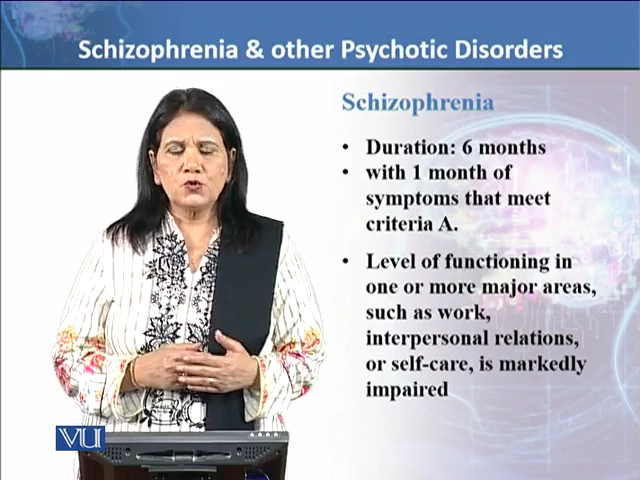 Schizophrenia & other Psychotic Disorders
Schizophrenia
• Duration: 6 months
• with 1 month of
symptoms that meet
criteria A.
• Level of functioning in
one or more major areas,
such as work,
interpersonal relations,
or self-care, is markedly
impaired
VU